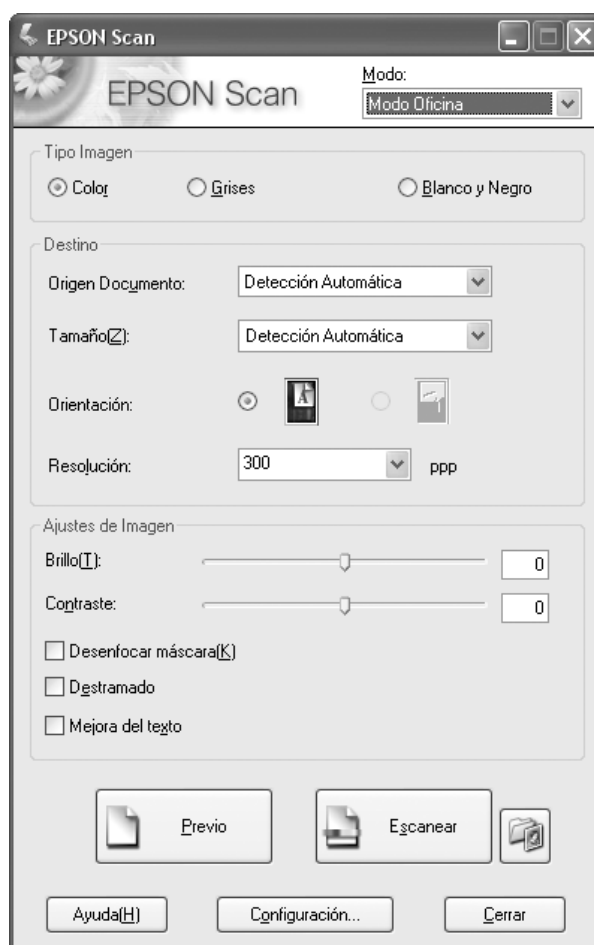 EPSON Scan
EPSON Scan
Modo:
Modo Oficina
Tipo Imagen
Color Grises Blanco y Negro
Destino
Origen Documento: Detección Automática
Tamaño(Z): Detección Automática
Orientación: A
Resolución: 300 ppp
Ajustes de Imagen
Brillo(T): 0
Contraste: 0
Desenfocar máscara(K)
Destramado
Mejora del texto
Previo Escanear
Ayuda(H) Configuración... Cerrar